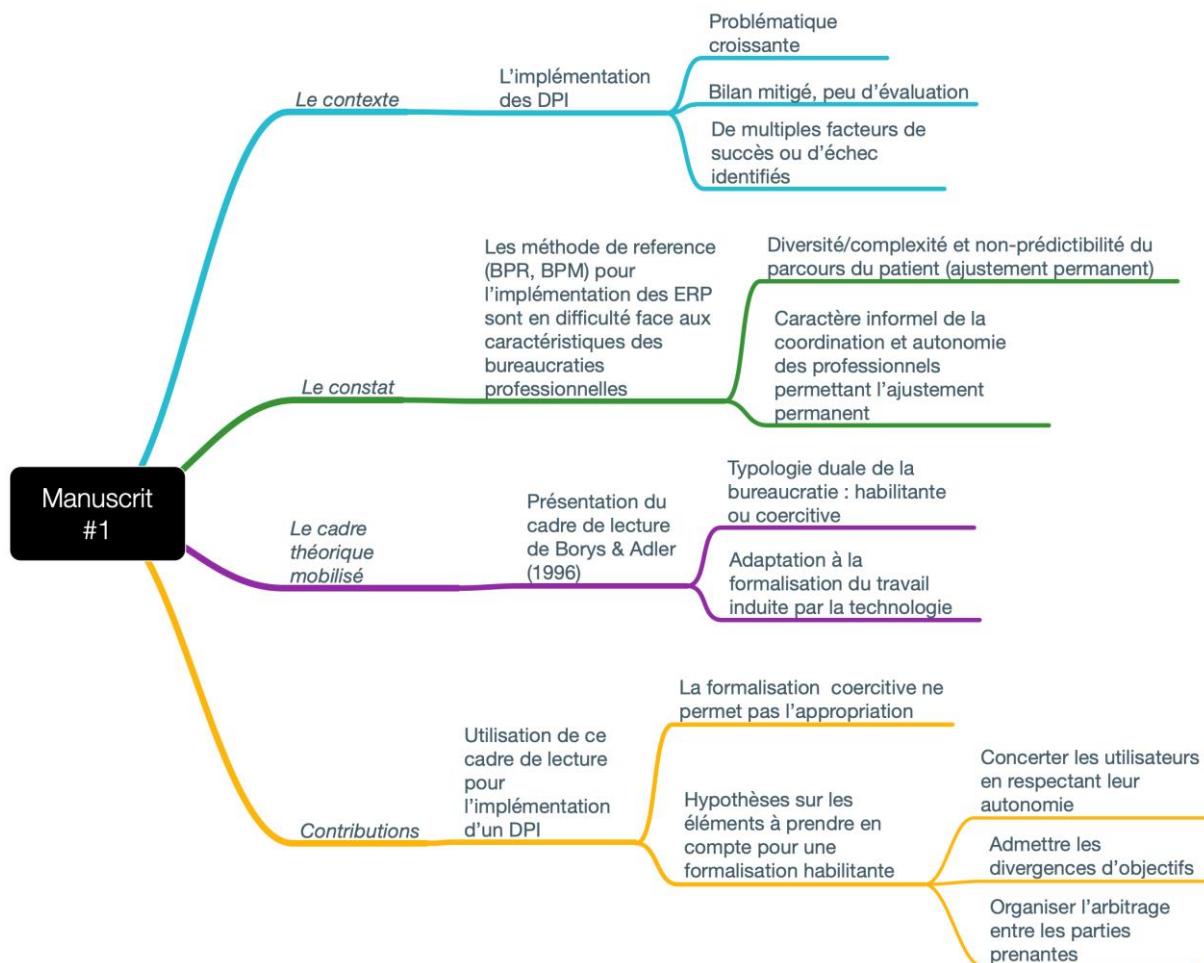 Manuscrit
#1
Le contexte
L'implémentation
des DPI
Problématique
croissante
Bilan mitigé, peu d'évaluation
De multiples facteurs de
succès ou d'échec
identifiés
Le constat
Les méthode de reference
(BPR, BPM) pour
l'implémentation des ERP
sont en difficulté face aux
caractéristiques des
bureaucraties
professionnelles
Diversité/complexité et non-prédictibilité du
parcours du patient (ajustement permanent)
Caractère informel de la
coordination et autonomie
des professionnels
permettant l'ajustement
permanent
Le cadre
théorique
mobilisé
Présentation du
cadre de lecture
de Borys & Adler
(1996)
Typologie duale de la
bureaucratie : habilitante
ou coercitive
Adaptation à la
formalisation du travail
induite par la technologie
Contributions
Utilisation de ce
cadre de lecture
pour
l'implémentation
d'un DPI
La formalisation  coercitive ne
permet pas l'appropriation
Hypothèses sur les
éléments à prendre en
compte pour une
formalisation habilitante
Concerter les utilisateurs
en respectant leur
autonomie
Admettre les
divergences d'objectifs
Organiser l'arbitrage
entre les parties
prenantes